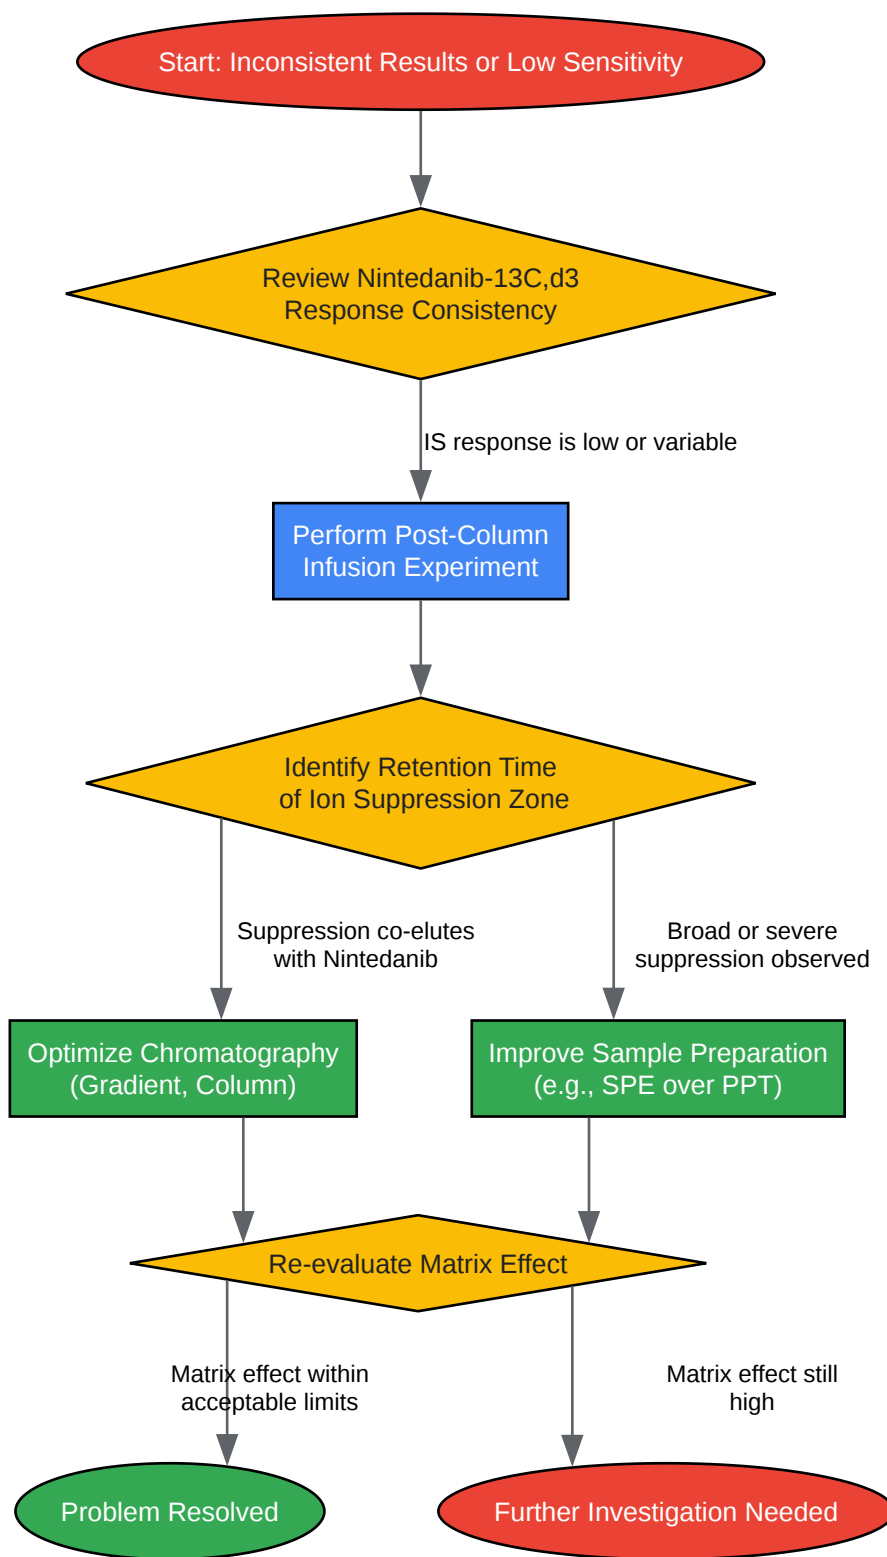 Start: Inconsistent Results or Low Sensitivity
Review Nintedanib-13C,d3
Response Consistency
IS response is low or variable
Perform Post-Column
Infusion Experiment
Identify Retention Time
of Ion Suppression Zone
Suppression co-elutes
with Nintedanib
Broad or severe
suppression observed
Optimize Chromatography
(Gradient, Column)
Improve Sample Preparation
(e.g., SPE over PPT)
Re-evaluate Matrix Effect
Matrix effect within
acceptable limits
Matrix effect still
high
Problem Resolved
Further Investigation Needed